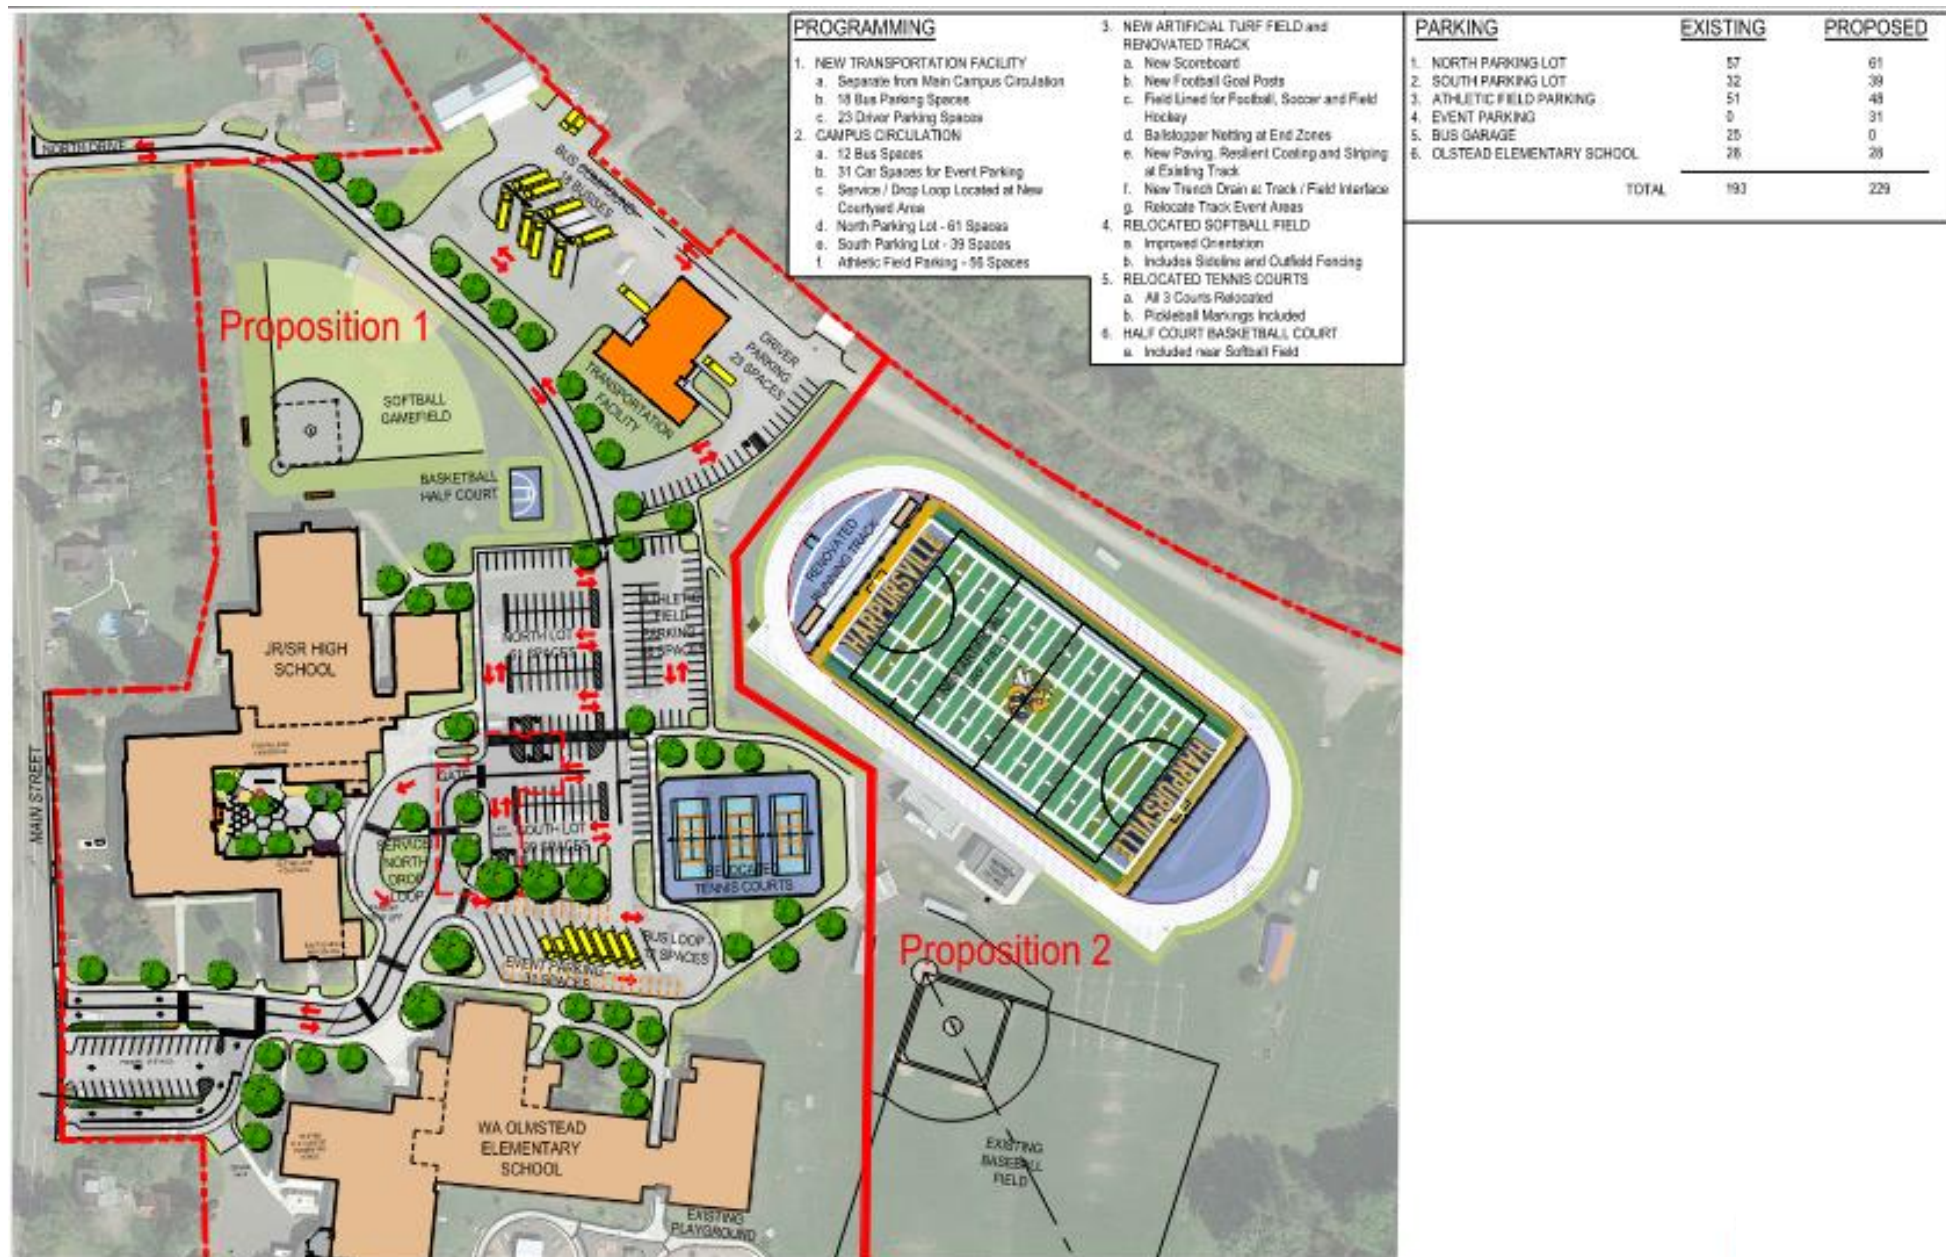 PROGRAMMING
1. NEW TRANSPORTATION FACILITY
a. Separate from Main Campus Circulation
b. 18 Bus Parking Spaces
c. 23 Driver Parking Spaces
2. CAMPUS CIRCULATION
a. 12 Bus Spaces
b. 31 Car Spaces for Event Parking
c. Service / Drop Loop Located at New
Courtyard Area
d. North Parking Lot - 61 Spaces
e. South Parking Lot - 39 Spaces
f. Athletic Field Parking - 56 Spaces
3. NEW ARTIFICIAL TURF FIELD and
RENOVATED TRACK
a. New Scoreboard
b. New Football Goal Posts
c. Field Lined for Football, Soccer and Field
Hockey
d. Ballstopper Netting at End Zones
e. New Paving, Resilient Coating and Striping
at Existing Track
f. New Trench Drain at Track / Field Interface
g. Relocate Track Event Areas
4. RELOCATED SOFTBALL FIELD
a. Improved Orientation
b. Includes Sideline and Outfield Fencing
5. RELOCATED TENNIS COURTS
a. All 3 Courts Relocated
b. Pickleball Markings Included
6. HALF COURT BASKETBALL COURT
a. Included near Softball Field
PARKING EXISTING PROPOSED
1. NORTH PARKING LOT 57 61
2. SOUTH PARKING LOT 32 39
3. ATHLETIC FIELD PARKING 51 48
4. EVENT PARKING 0 31
5. BUS GARAGE 25 0
6. OLSTEAD ELEMENTARY SCHOOL 28 28
TOTAL 193 229
NORTH DRIVE
BUS COMPOUND
18 BUSSES
Proposition 1
SOFTBALL
GAMEFIELD
TRANSPORTATION
FACILITY
DRIVER
PARKING
23 SPACES
BASKETBALL
HALF COURT
RENOVATED
RUNNING TRACK
HARPURSVILLE
TURF FIELD
HARPURSVILLE
JR/SR HIGH
SCHOOL
NORTH LOT
61 SPACES
ATHLETIC
FIELD
PARKING
SPACES
MAIN STREET
GATE
SOUTH LOT
39 SPACES
SERVICE/
NORTH
DROP
LOOP
RELOCATED
TENNIS COURTS
BUS LOOP -
12 SPACES
EVENT PARKING -
31 SPACES
Proposition 2
WA OLMSTEAD
ELEMENTARY
SCHOOL
EXISTING
BASEBALL
FIELD
EXISTING
PLAYGROUND